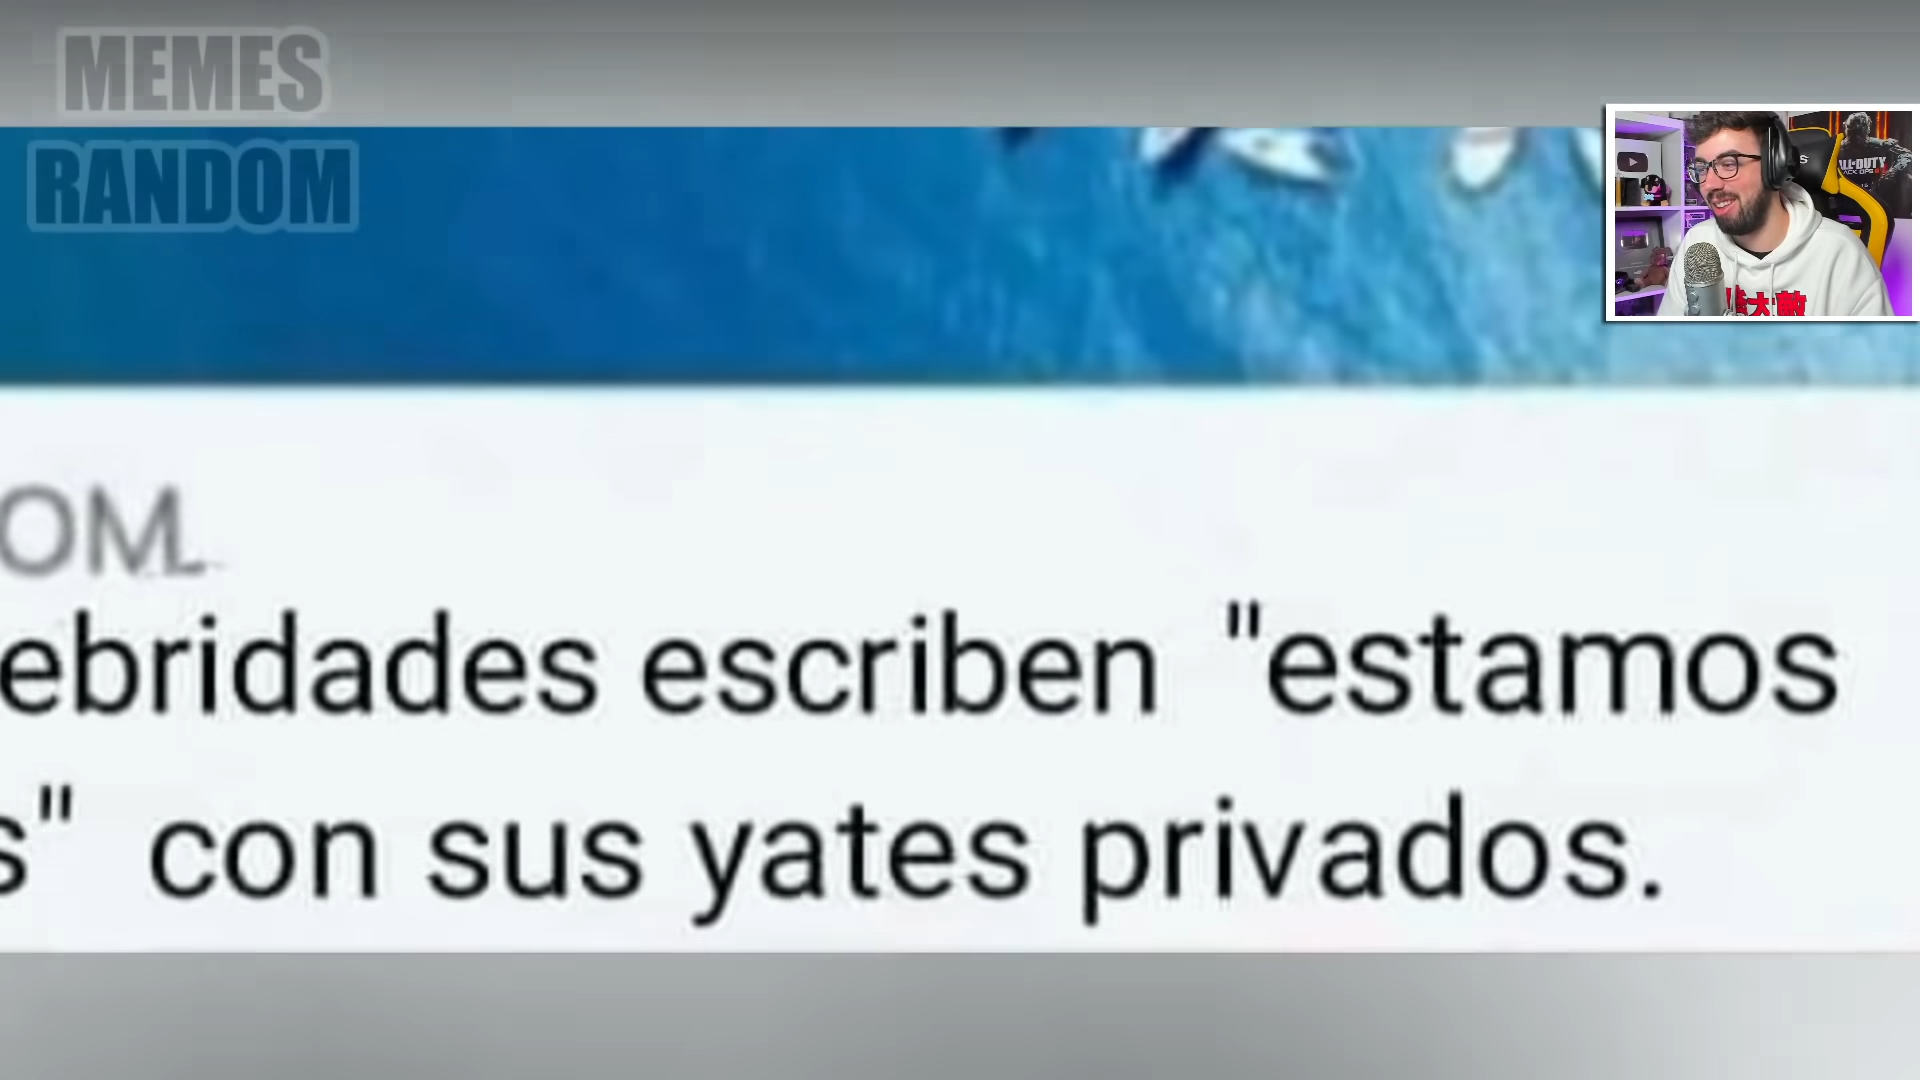 MEMES
RANDOM
OM.
ebridades escriben "estamos
s" con sus yates privados.